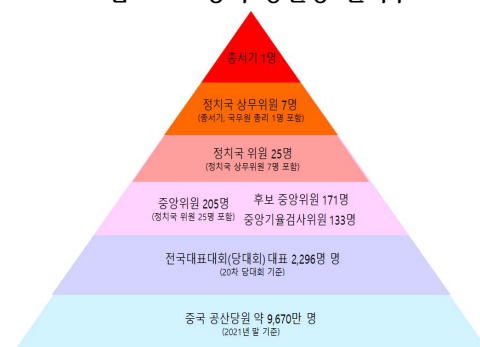 총서기 1명
정치국 상무위원 7명
(총서기, 국무원 총리 1명 포함)
정치국 위원 25명
(정치국 상무위원 7명 포함)
중앙위원 205명
(정치국 위원 25명 포함)
후보 중앙위원 171명
중앙기율검사위원 133명
전국대표대회(당대회) 대표 2,296명 명
(20차 당대회 기준)
중국 공산당원 약 9,670만 명
(2021년 말 기준)